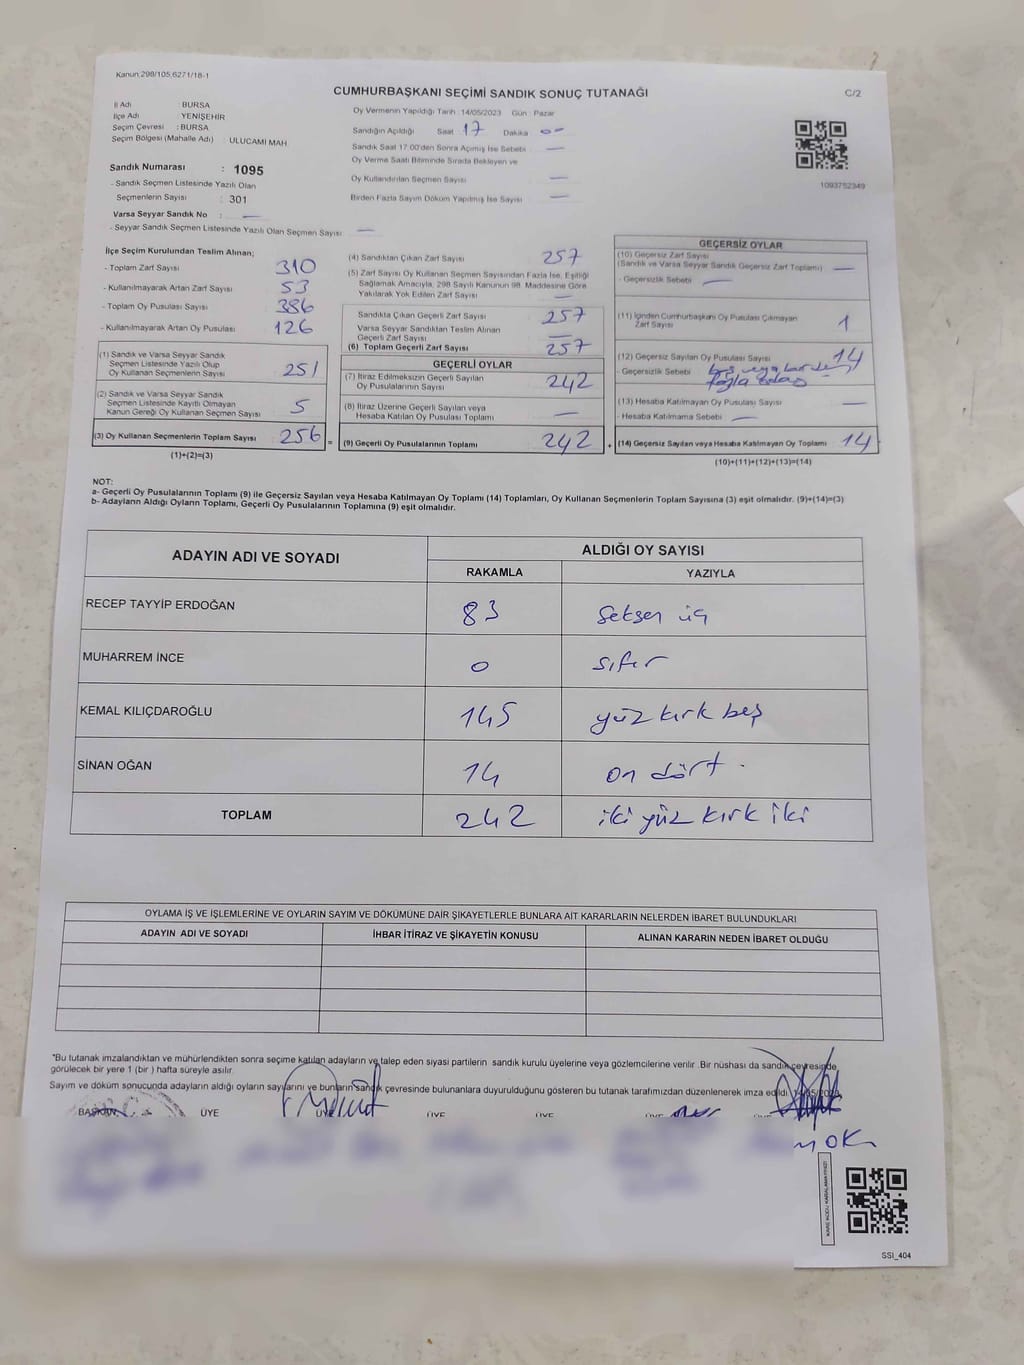 Kanun;298/105,6271/18-1
CUMHURBAŞKANI SEÇİMİ SANDIK SONUÇ TUTANAĞI
C/2
İl Adı : BURSA
İlçe Adı : YENİŞEHİR
Seçim Çevresi : BURSA
Seçim Bölgesi (Mahalle Adı) : ULUCAMİ MAH.
Sandık Numarası : 1095
- Sandık Seçmen Listesinde Yazılı Olan
Seçmenlerin Sayısı : 301
Varsa Seyyar Sandık No : —
- Seyyar Sandık Seçmen Listesinde Yazılı Olan Seçmen Sayısı : —
Oy Vermenin Yapıldığı Tarih :14/05/2023 Gün : Pazar
Sandığın Açıldığı Saat 17 Dakika 0-
Sandık Saat 17.00'den Sonra Açımış İse Sebebi : —
Oy Verme Saati Bitiminde Sırada Bekleyen ve
Oy Kullandırılan Seçmen Sayısı : —
Birden Fazla Sayım Döküm Yapılmış İse Sayısı : —
1093752349
İlçe Seçim Kurulundan Teslim Alınan;
- Toplam Zarf Sayısı : 310
- Kullanılmayarak Artan Zarf Sayısı : 53
- Toplam Oy Pusulası Sayısı : 386
- Kullanılmayarak Artan Oy Pusulası : 126
(1) Sandık ve Varsa Seyyar Sandık
Seçmen Listesinde Yazılı Olup
Oy Kullanan Seçmenlerin Sayısı : 251
(2) Sandık ve Varsa Seyyar Sandık
Seçmen Listesinde Kayıtlı Olmayan
Kanun Gereği Oy Kullanan Seçmen Sayısı : 5
(3) Oy Kullanan Seçmenlerin Toplam Sayısı : 256
(1)+(2)=(3)
(4) Sandıktan Çıkan Zarf Sayısı : 257
(5) Zarf Sayısı Oy Kullanan Seçmen Sayısından Fazla İse, Eşitliği
Sağlamak Amacıyla, 298 Sayılı Kanunun 98. Maddesine Göre
Yakılarak Yok Edilen Zarf Sayısı : —
Sandıkta Çıkan Geçerli Zarf Sayısı : 257
Varsa Seyyar Sandıktan Teslim Alınan
Geçerli Zarf Sayısı : —
(6) Toplam Geçerli Zarf Sayısı : 257
GEÇERLİ OYLAR
(7) İtiraz Edilmeksizin Geçerli Sayılan
Oy Pusulalarının Sayısı : 242
(8) İtiraz Üzerine Geçerli Sayılan veya
Hesaba Katılan Oy Pusulası Toplamı : —
= (9) Geçerli Oy Pusulalarının Toplamı : 242 +
GEÇERSİZ OYLAR
(10) Geçersiz Zarf Sayısı
(Sandık ve Varsa Seyyar Sandık Geçersiz Zarf Toplamı) : —
- Geçersizlik Sebebi : —
(11) İçinden Cumhurbaşkanı Oy Pusulası Çıkmayan
Zarf Sayısı : 1
(12) Geçersiz Sayılan Oy Pusulası Sayısı : 14
- Geçersizlik Sebebi : boş veya birden
fazla
(13) Hesaba Katılmayan Oy Pusulası Sayısı : —
- Hesaba Katılmama Sebebi : —
(14) Geçersiz Sayılan veya Hesaba Katılmayan Oy Toplamı : 14
(10)+(11)+(12)+(13)=(14)
NOT:
a- Geçerli Oy Pusulalarının Toplamı (9) ile Geçersiz Sayılan veya Hesaba Katılmayan Oy Toplamı (14) Toplamları, Oy Kullanan Seçmenlerin Toplam Sayısına (3) eşit olmalıdır. (9)+(14)=(3)
b- Adayların Aldığı Oyların Toplamı, Geçerli Oy Pusulalarının Toplamına (9) eşit olmalıdır.
ADAYIN ADI VE SOYADI ALDIĞI OY SAYISI
RAKAMLA YAZIYLA
RECEP TAYYİP ERDOĞAN 83 Seksen üç
MUHARREM İNCE 0 sıfır
KEMAL KILIÇDAROĞLU 145 yüz kırk beş
SİNAN OĞAN 14 on dört
TOPLAM 242 iki yüz kırk iki
OYLAMA İŞ VE İŞLEMLERİNE VE OYLARIN SAYIM VE DÖKÜMÜNE DAİR ŞİKAYETLERLE BUNLARA AİT KARARLARIN NELERDEN İBARET BULUNDUKLARI
ADAYIN ADI VE SOYADI İHBAR İTİRAZ VE ŞİKAYETİN KONUSU ALINAN KARARIN NEDEN İBARET OLDUĞU
"Bu tutanak imzalandıktan ve mühürlendikten sonra seçime katılan adayların ve talep eden siyasi partilerin sandık kurulu üyelerine veya gözlemcilerine verilir. Bir nüshası da sandık çevresinde
görülecek bir yere 1 (bir ) hafta süreyle asılır.
Sayım ve döküm sonucunda adayların aldığı oyların sayılarını ve bunların sandık çevresinde bulunanlara duyurulduğunu gösteren bu tutanak tarafımızdan düzenlenerek imza edildi.
BAŞKAN ÜYE ÜYE ÜYE ÜYE ÜYE
SSI_404